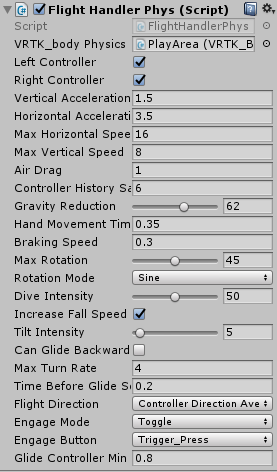 Flight Handler Phys (Script)
Script FlightHandlerPhys
VRTK_body Physics PlayArea (VRTK_B
Left Controller
Right Controller
Vertical Acceleration 1.5
Horizontal Accelerati 3.5
Max Horizontal Speed 16
Max Vertical Speed 8
Air Drag 1
Controller History Sa 6
Gravity Reduction 62
Hand Movement Tim 0.35
Braking Speed 0.3
Max Rotation 45
Rotation Mode Sine
Dive Intensity 50
Increase Fall Speed
Tilt Intensity 5
Can Glide Backward
Max Turn Rate 4
Time Before Glide St 0.2
Flight Direction Controller Direction Ave
Engage Mode Toggle
Engage Button Trigger_Press
Glide Controller Min 0.8